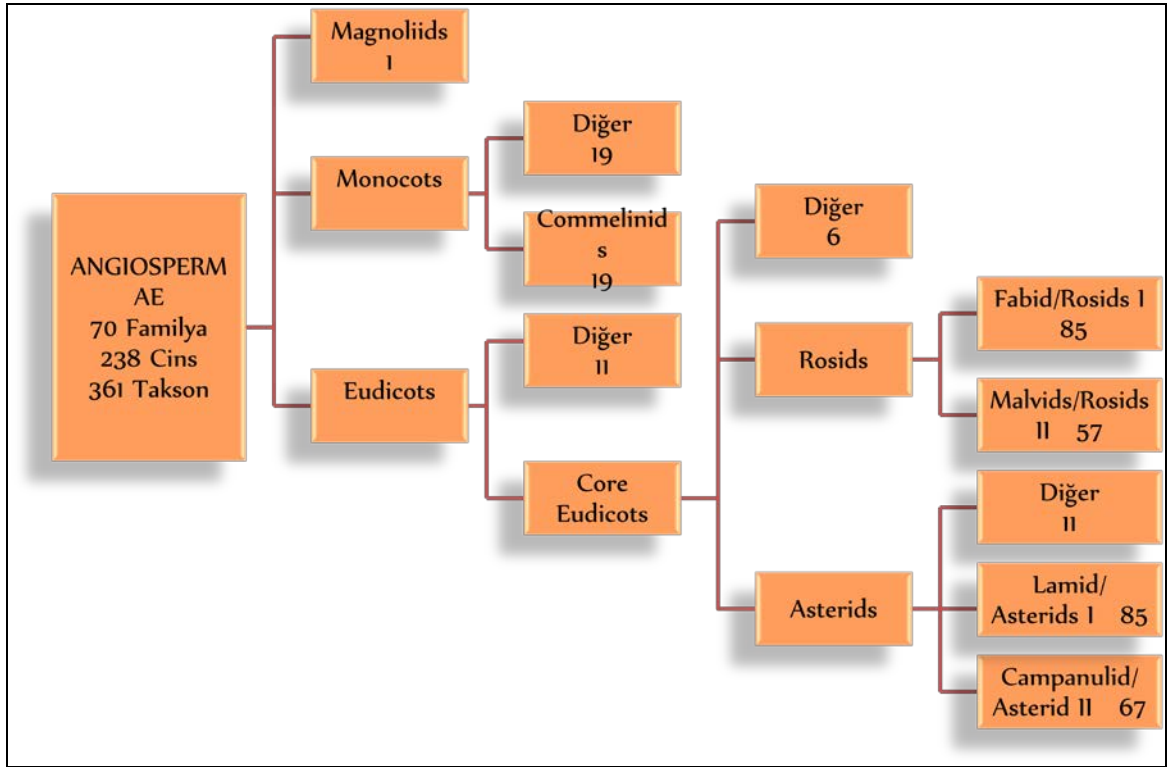 Magnoliids
1
Diğer
19
Monocots
Commelinid
s
19
Diğer
6
ANGIOSPERM
AE
70 Familya
238 Cins
361 Takson
Fabid/Rosids I
85
Diğer
11
Rosids
Eudicots
Malvids/Rosids
II 57
Core
Eudicots
Diğer
11
Asterids
Lamid/
Asterids I 85
Campanulid/
Asterid II 67